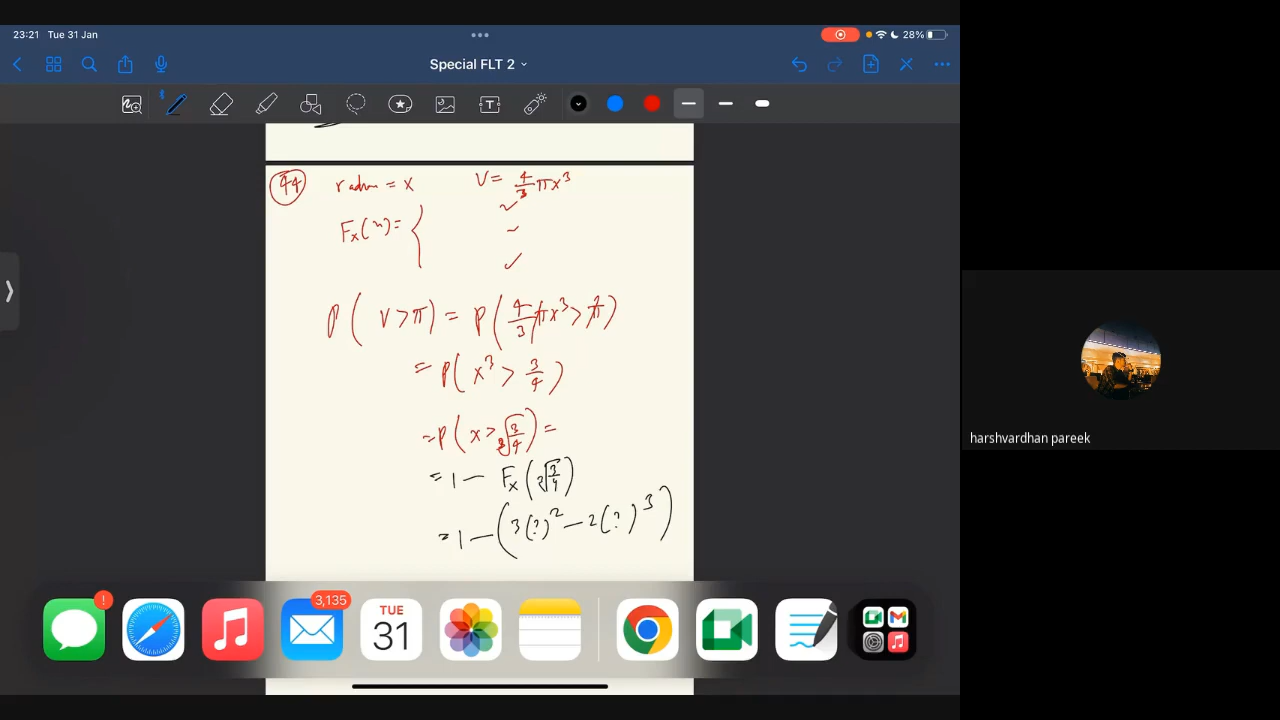 23:21 Tue 31 Jan
28%
Special FLT 2
44 radius = x V = 4/3 πx³
Fx(x) = {
P( V > π) = P( 4/3 πx³ > π)
= P( x³ > 3/4 )
= P( x > ∛(3/4) ) =
= 1 — Fx( ∛(3/4) )
= 1 — ( 3(?)² — 2(?)³ )
3,135
TUE
31
harshvardhan pareek